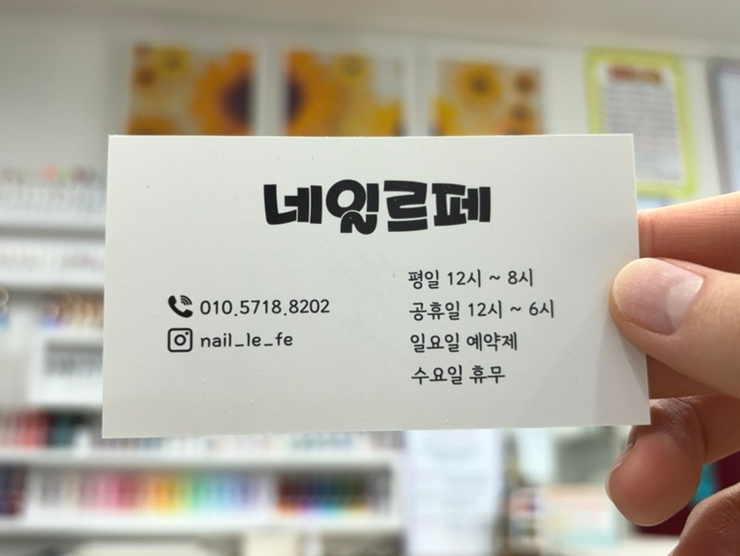 네일르페
010.5718.8202
nail_le_fe
평일 12시 ~ 8시
공휴일 12시 ~ 6시
일요일 예약제
수요일 휴무